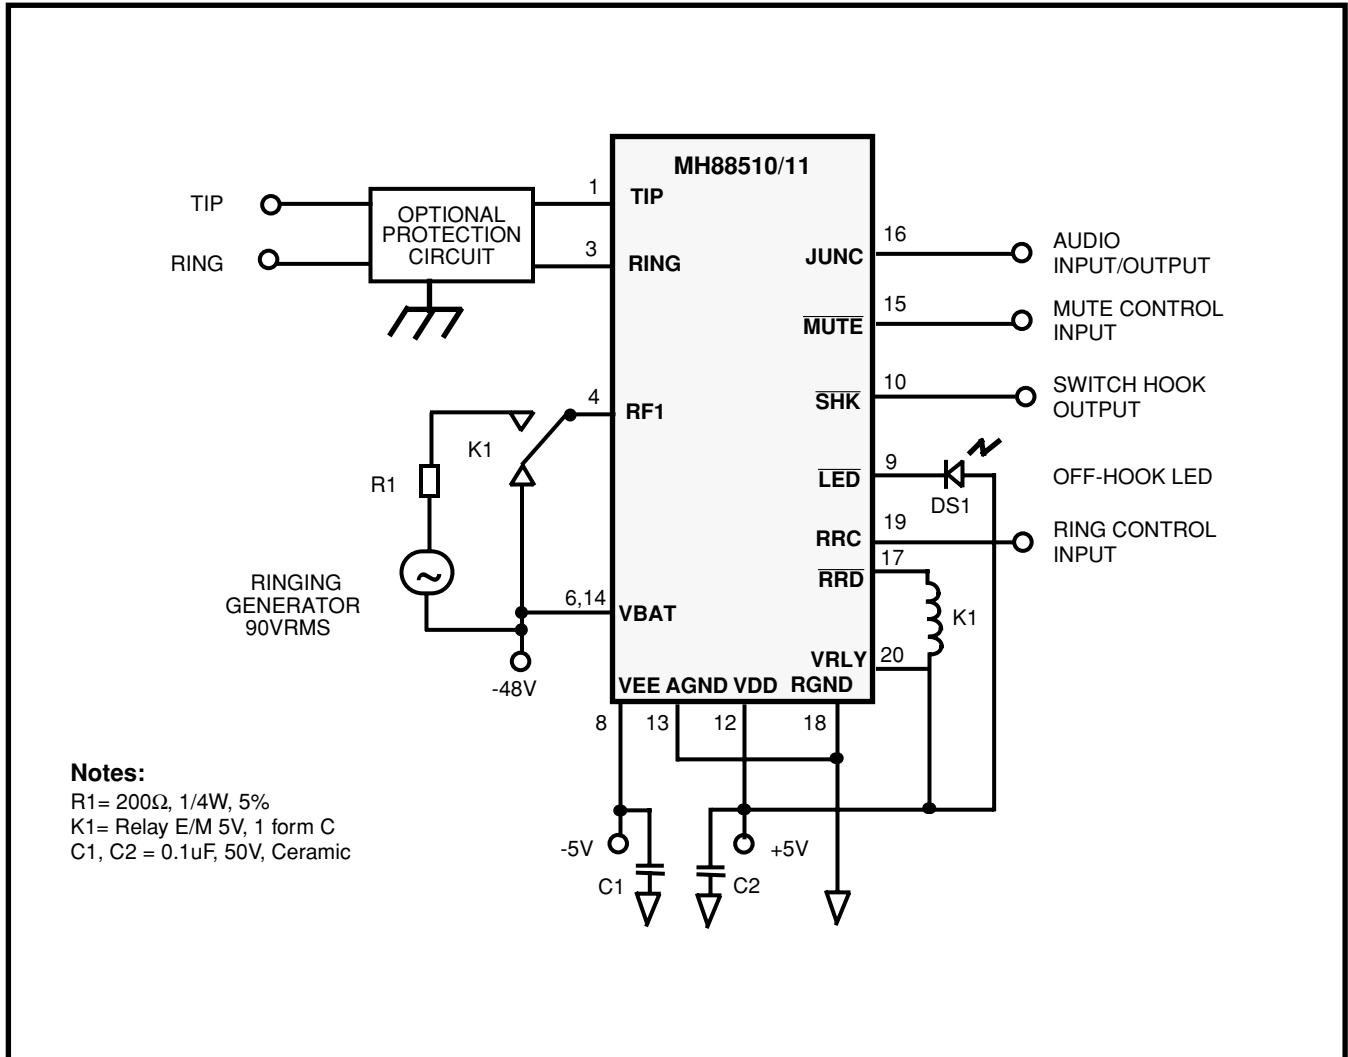 MH88510/11
TIP
RING
OPTIONAL
PROTECTION
CIRCUIT
1
TIP
3
RING
4
RF1
K1
R1
RINGING
GENERATOR
90VRMS
6,14
VBAT
-48V
JUNC
16
AUDIO
INPUT/OUTPUT
MUTE
15
MUTE CONTROL
INPUT
SHK
10
SWITCH HOOK
OUTPUT
LED
9
DS1
OFF-HOOK LED
RRC
19
RING CONTROL
INPUT
RRD
17
K1
VRLY
20
VEE AGND VDD RGND
8 13 12 18
-5V
C1
+5V
C2
Notes:
R1= 200Ω, 1/4W, 5%
K1= Relay E/M 5V, 1 form C
C1, C2 = 0.1uF, 50V, Ceramic